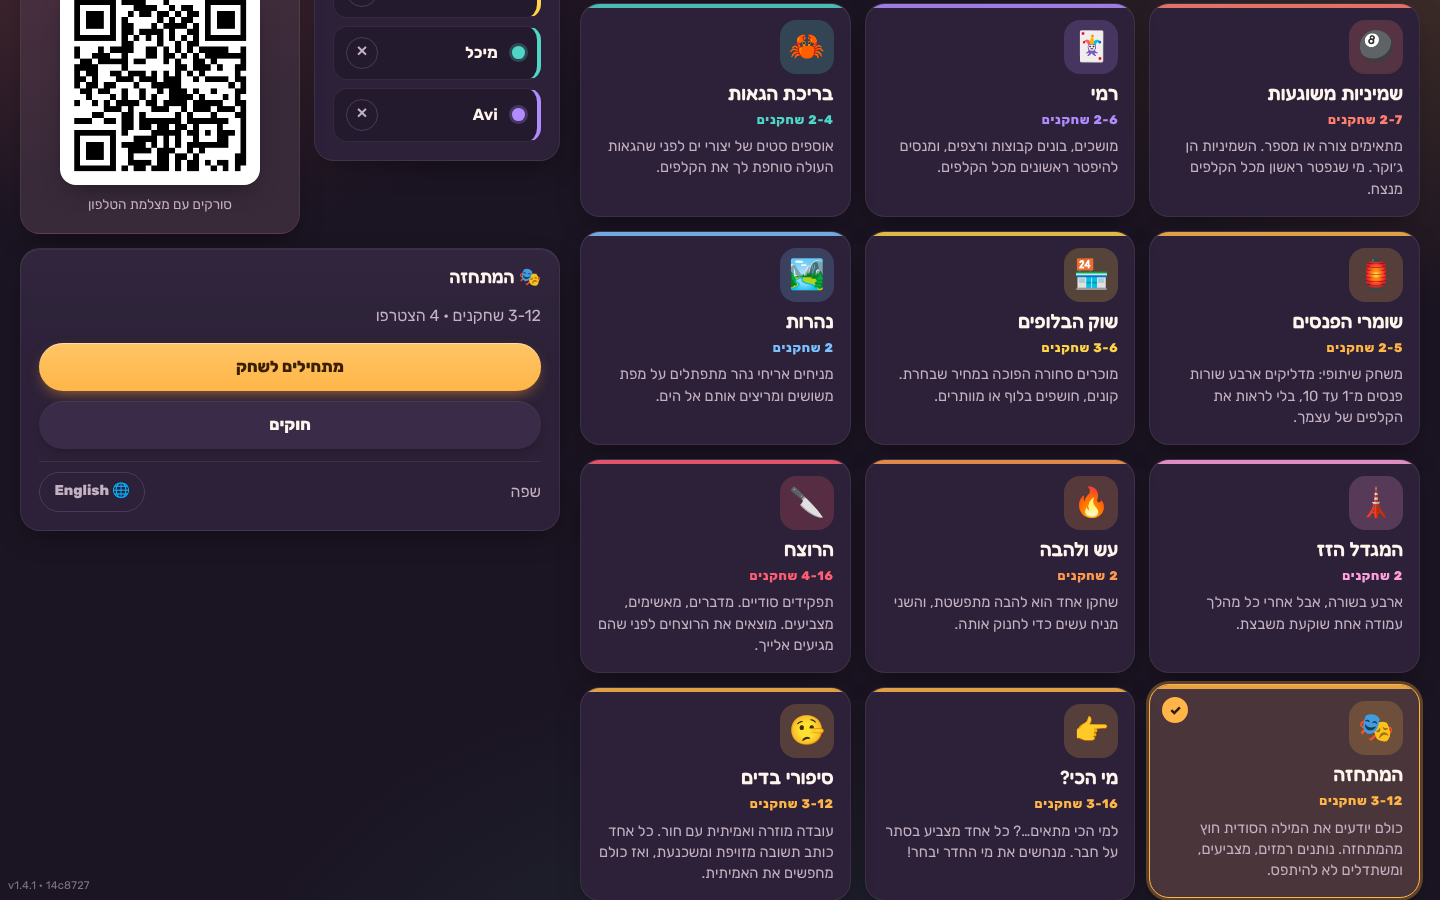 שמיניות משוגעות
2-7 שחקנים
מתאימים צורה או מספר. השמיניות הן
ג׳וקר. מי שנפטר ראשון מכל הקלפים
מנצח.
רמי
2-6 שחקנים
מושכים, בונים קבוצות ורצפים, ומנסים
להיפטר ראשונים מכל הקלפים.
בריכת הגאות
2-4 שחקנים
אוספים סטים של יצורי ים לפני שהגאות
העולה סוחפת לך את הקלפים.
שומרי הפנסים
2-5 שחקנים
משחק שיתופי: מדליקים ארבע שורות
פנסים מ־1 עד 10, בלי לראות את
הקלפים של עצמך.
24
שוק הבלופים
3-6 שחקנים
מוכרים סחורה הפוכה במחיר שבחרת.
קונים, חושפים בלוף או מוותרים.
נהרות
2 שחקנים
מניחים אריחי נהר מתפתלים על מפת
משושים ומריצים אותם אל הים.
המגדל הזז
2 שחקנים
ארבע בשורה, אבל אחרי כל מהלך
עמודה אחת שוקעת משבצת.
עש ולהבה
2 שחקנים
שחקן אחד הוא להבה מתפשטת, והשני
מניח עשים כדי לחנוק אותה.
הרוצח
4-16 שחקנים
תפקידים סודיים. מדברים, מאשימים,
מצביעים. מוצאים את הרוצחים לפני שהם
מגיעים אלייך.
המתחזה
3-12 שחקנים
כולם יודעים את המילה הסודית חוץ
מהמתחזה. נותנים רמזים, מצביעים,
ומשתדלים לא להיתפס.
מי הכי?
3-16 שחקנים
למי הכי מתאים...? כל אחד מצביע בסתר
על חבר. מנחשים את מי החדר יבחר!
סיפורי בדים
3-12 שחקנים
עובדה מוזרה ואמיתית עם חור. כל אחד
כותב תשובה מזויפת ומשכנעת, ואז כולם
מחפשים את האמיתית.
מיכל
Avi
סורקים עם מצלמת הטלפון
המתחזה
3-12 שחקנים • 4 הצטרפו
מתחילים לשחק
חוקים
שפה
English
v1.4.1 • 14c8727